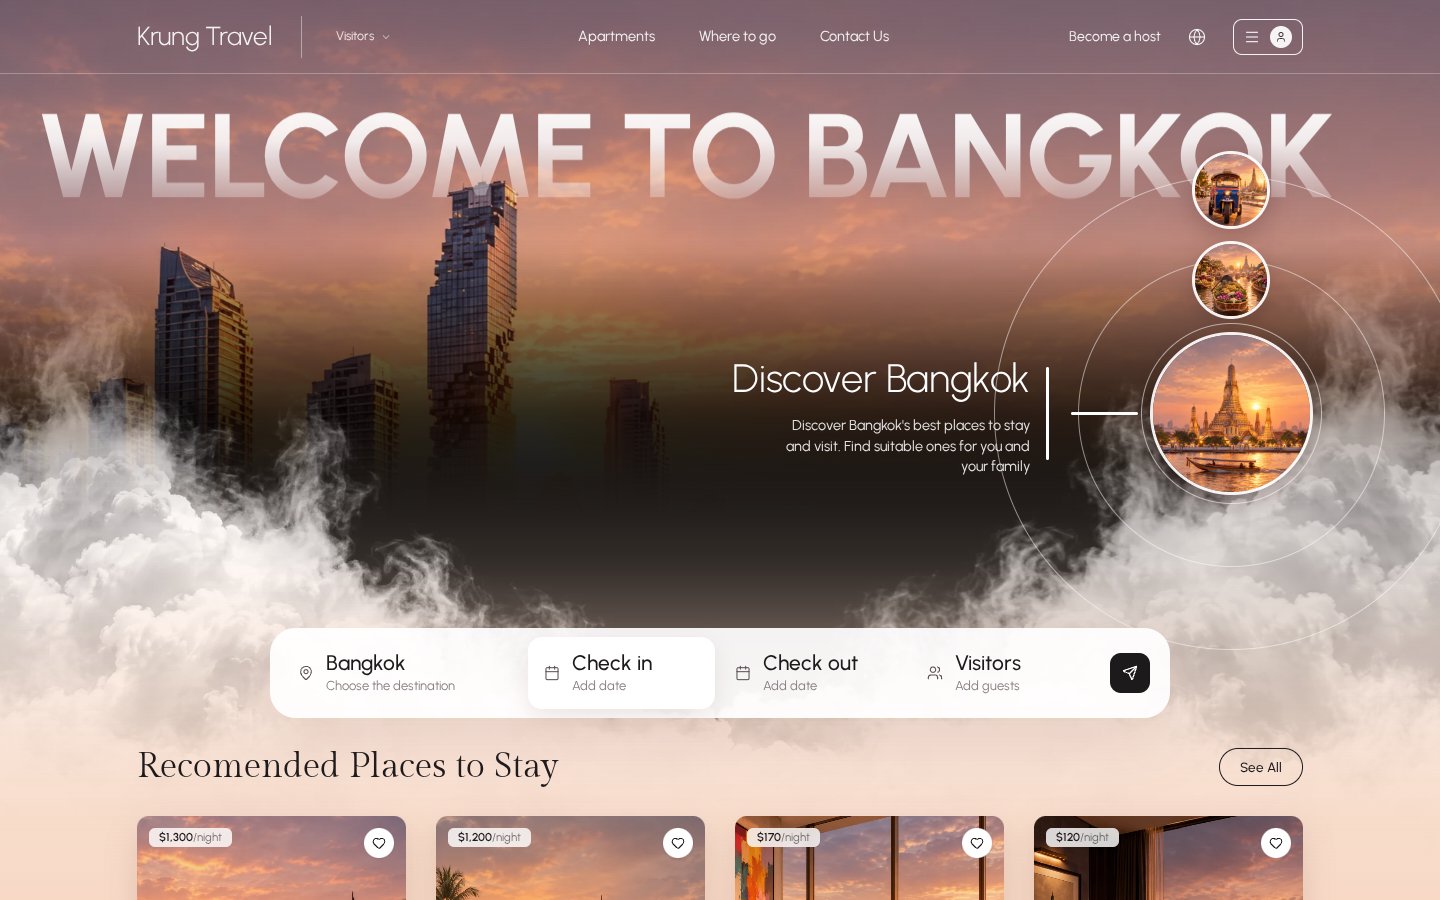 Krung Travel
Visitors
Apartments
Where to go
Contact Us
Become a host
WELCOME TO BANGKOK
Discover Bangkok
Discover Bangkok's best places to stay
and visit. Find suitable ones for you and
your family
Bangkok
Choose the destination
Check in
Add date
Check out
Add date
Visitors
Add guests
Recomended Places to Stay
See All
$1,300/night
$1,200/night
$170/night
$120/night